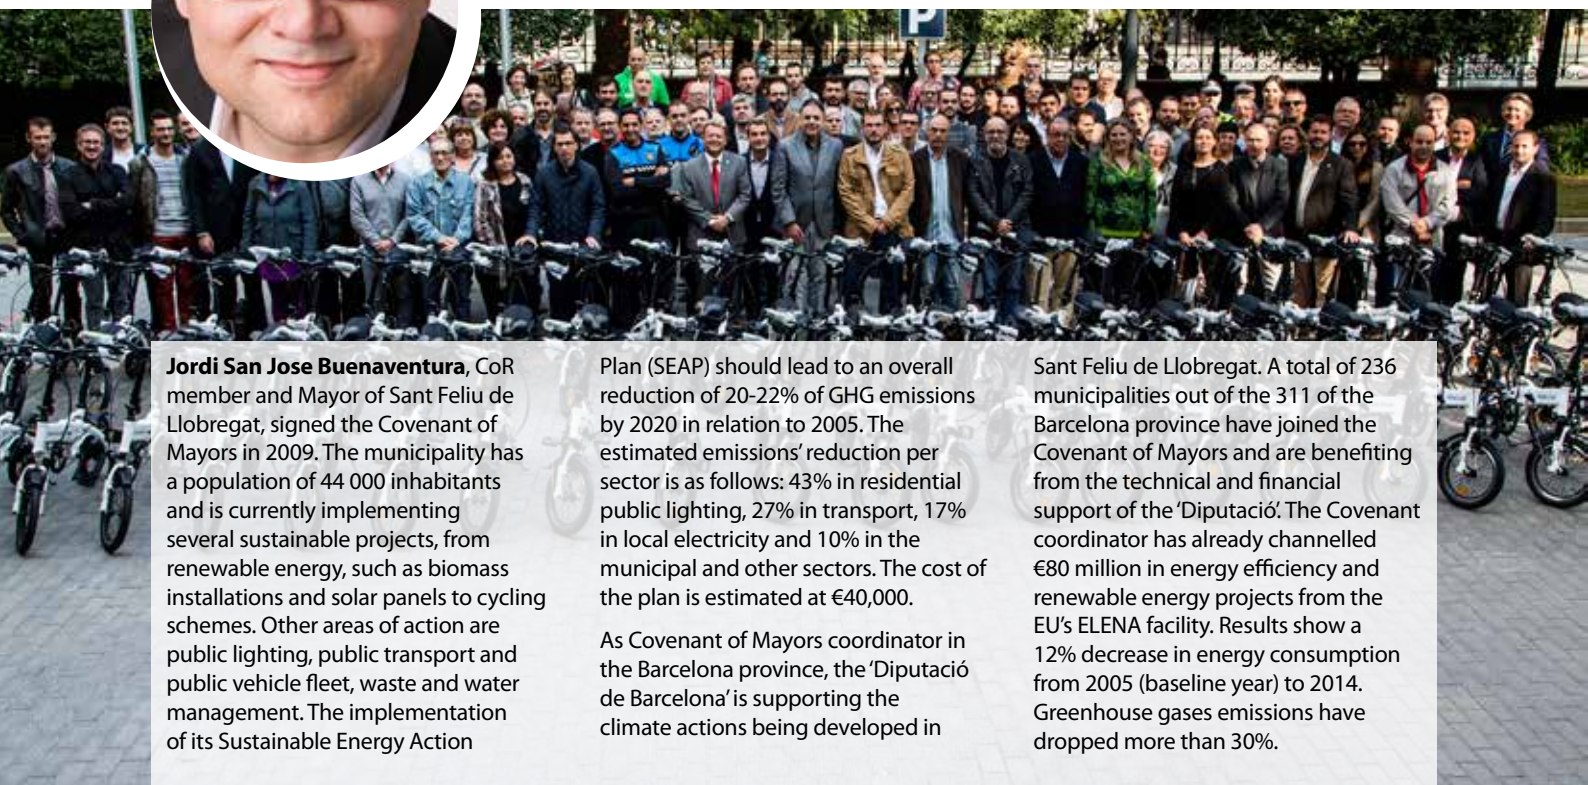 P
Jordi San Jose Buenaventura, CoR
member and Mayor of Sant Feliu de
Llobregat, signed the Covenant of
Mayors in 2009. The municipality has
a population of 44 000 inhabitants
and is currently implementing
several sustainable projects, from
renewable energy, such as biomass
installations and solar panels to cycling
schemes. Other areas of action are
public lighting, public transport and
public vehicle fleet, waste and water
management. The implementation
of its Sustainable Energy Action
Plan (SEAP) should lead to an overall
reduction of 20-22% of GHG emissions
by 2020 in relation to 2005. The
estimated emissions’ reduction per
sector is as follows: 43% in residential
public lighting, 27% in transport, 17%
in local electricity and 10% in the
municipal and other sectors. The cost of
the plan is estimated at €40,000.
As Covenant of Mayors coordinator in
the Barcelona province, the ‘Diputació
de Barcelona’ is supporting the
climate actions being developed in
Sant Feliu de Llobregat. A total of 236
municipalities out of the 311 of the
Barcelona province have joined the
Covenant of Mayors and are benefiting
from the technical and financial
support of the ‘Diputació’. The Covenant
coordinator has already channelled
€80 million in energy efficiency and
renewable energy projects from the
EU’s ELENA facility. Results show a
12% decrease in energy consumption
from 2005 (baseline year) to 2014.
Greenhouse gases emissions have
dropped more than 30%.